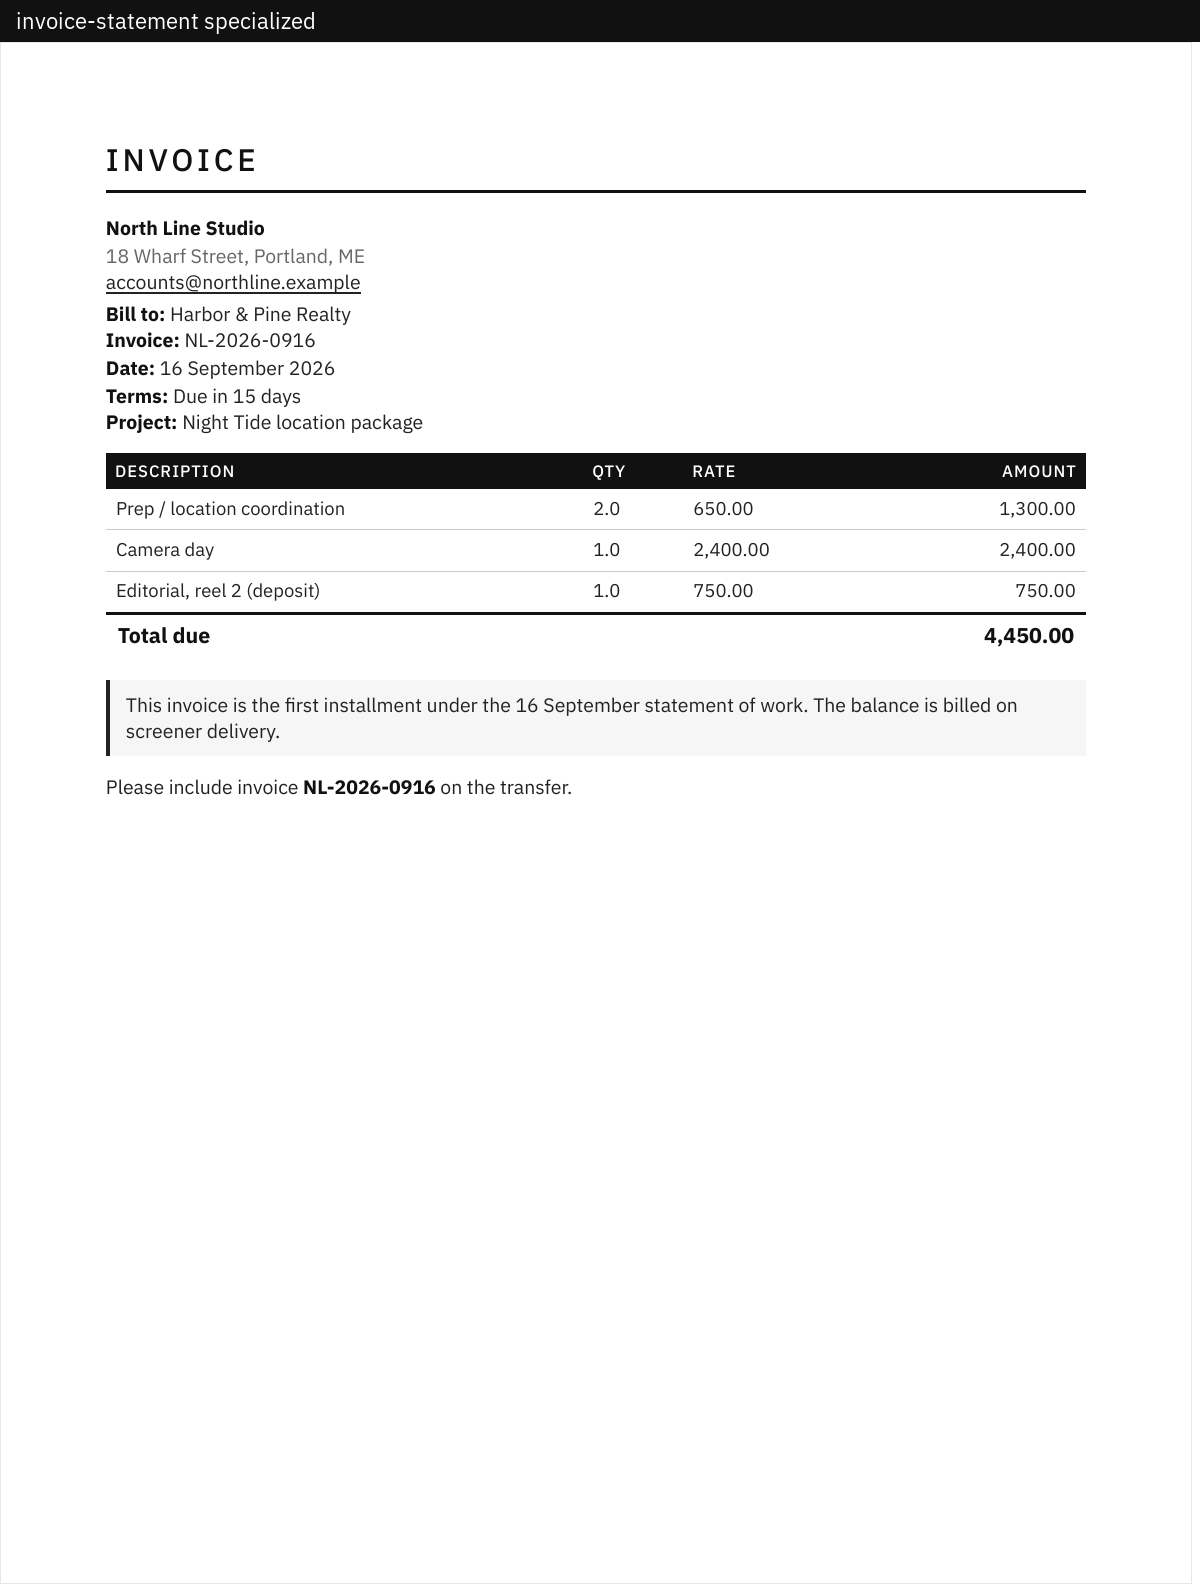 invoice-statement specialized
INVOICE
North Line Studio
18 Wharf Street, Portland, ME
accounts@northline.example
Bill to: Harbor & Pine Realty
Invoice: NL-2026-0916
Date: 16 September 2026
Terms: Due in 15 days
Project: Night Tide location package
DESCRIPTION QTY RATE AMOUNT
Prep / location coordination 2.0 650.00 1,300.00
Camera day 1.0 2,400.00 2,400.00
Editorial, reel 2 (deposit) 1.0 750.00 750.00
Total due 4,450.00
This invoice is the first installment under the 16 September statement of work. The balance is billed on
screener delivery.
Please include invoice NL-2026-0916 on the transfer.